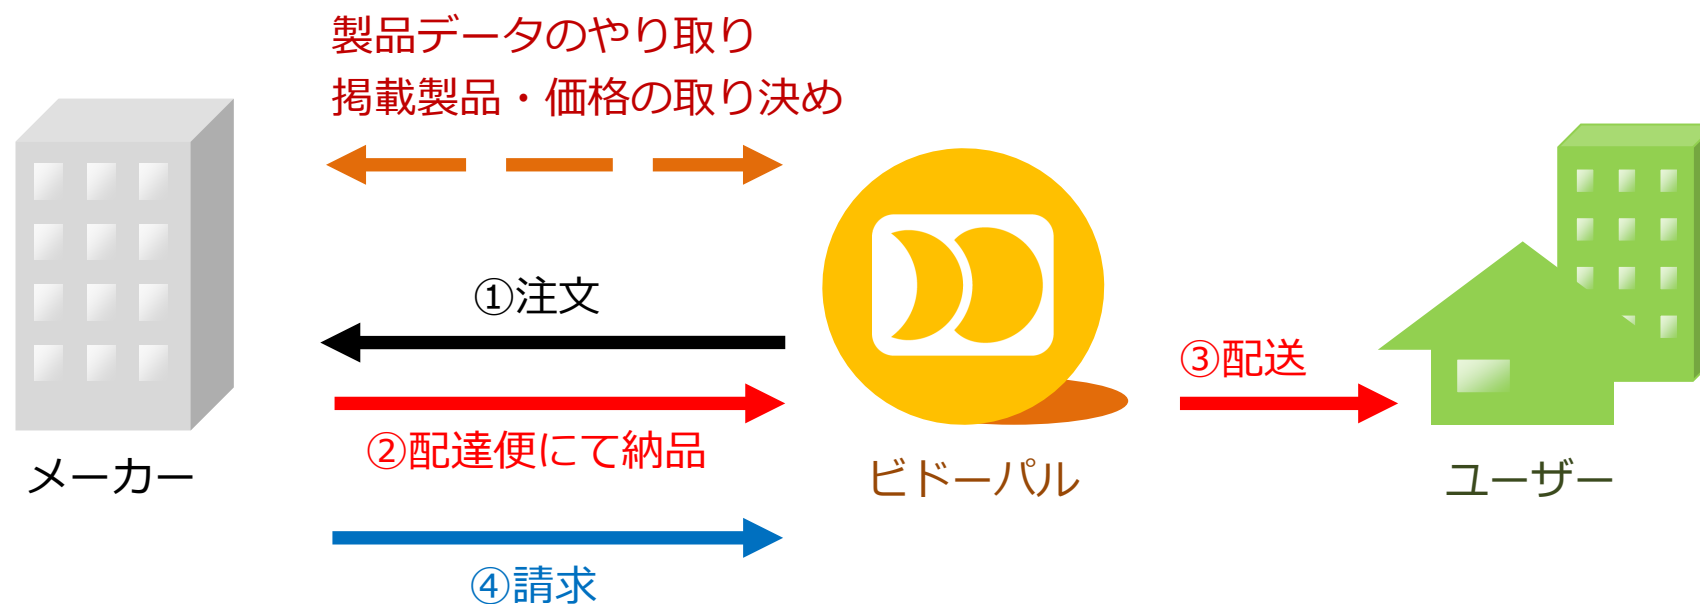 製品データのやり取り
掲載製品・価格の取り決め
①注文
③配送
②配達便にて納品
メーカー
ビドーパル
ユーザー
④請求